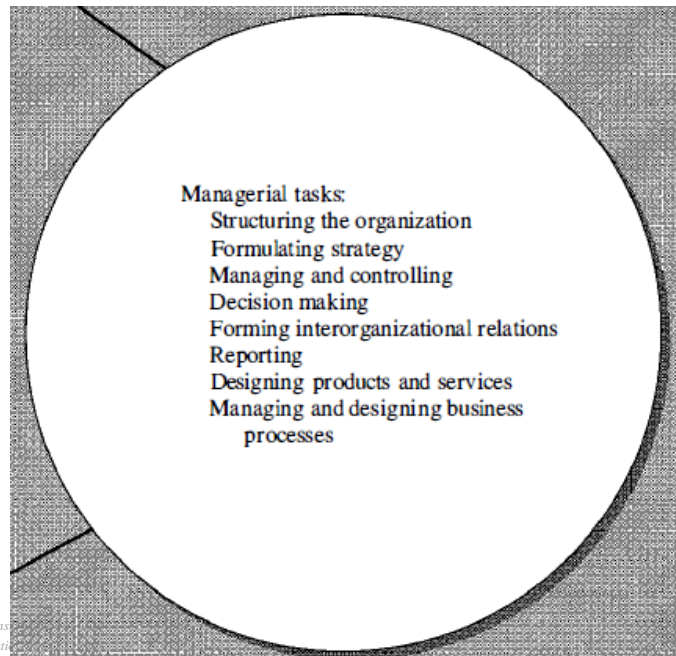 Managerial tasks:
Structuring the organization
Formulating strategy
Managing and controlling
Decision making
Forming interorganizational relations
Reporting
Designing products and services
Managing and designing business
processes